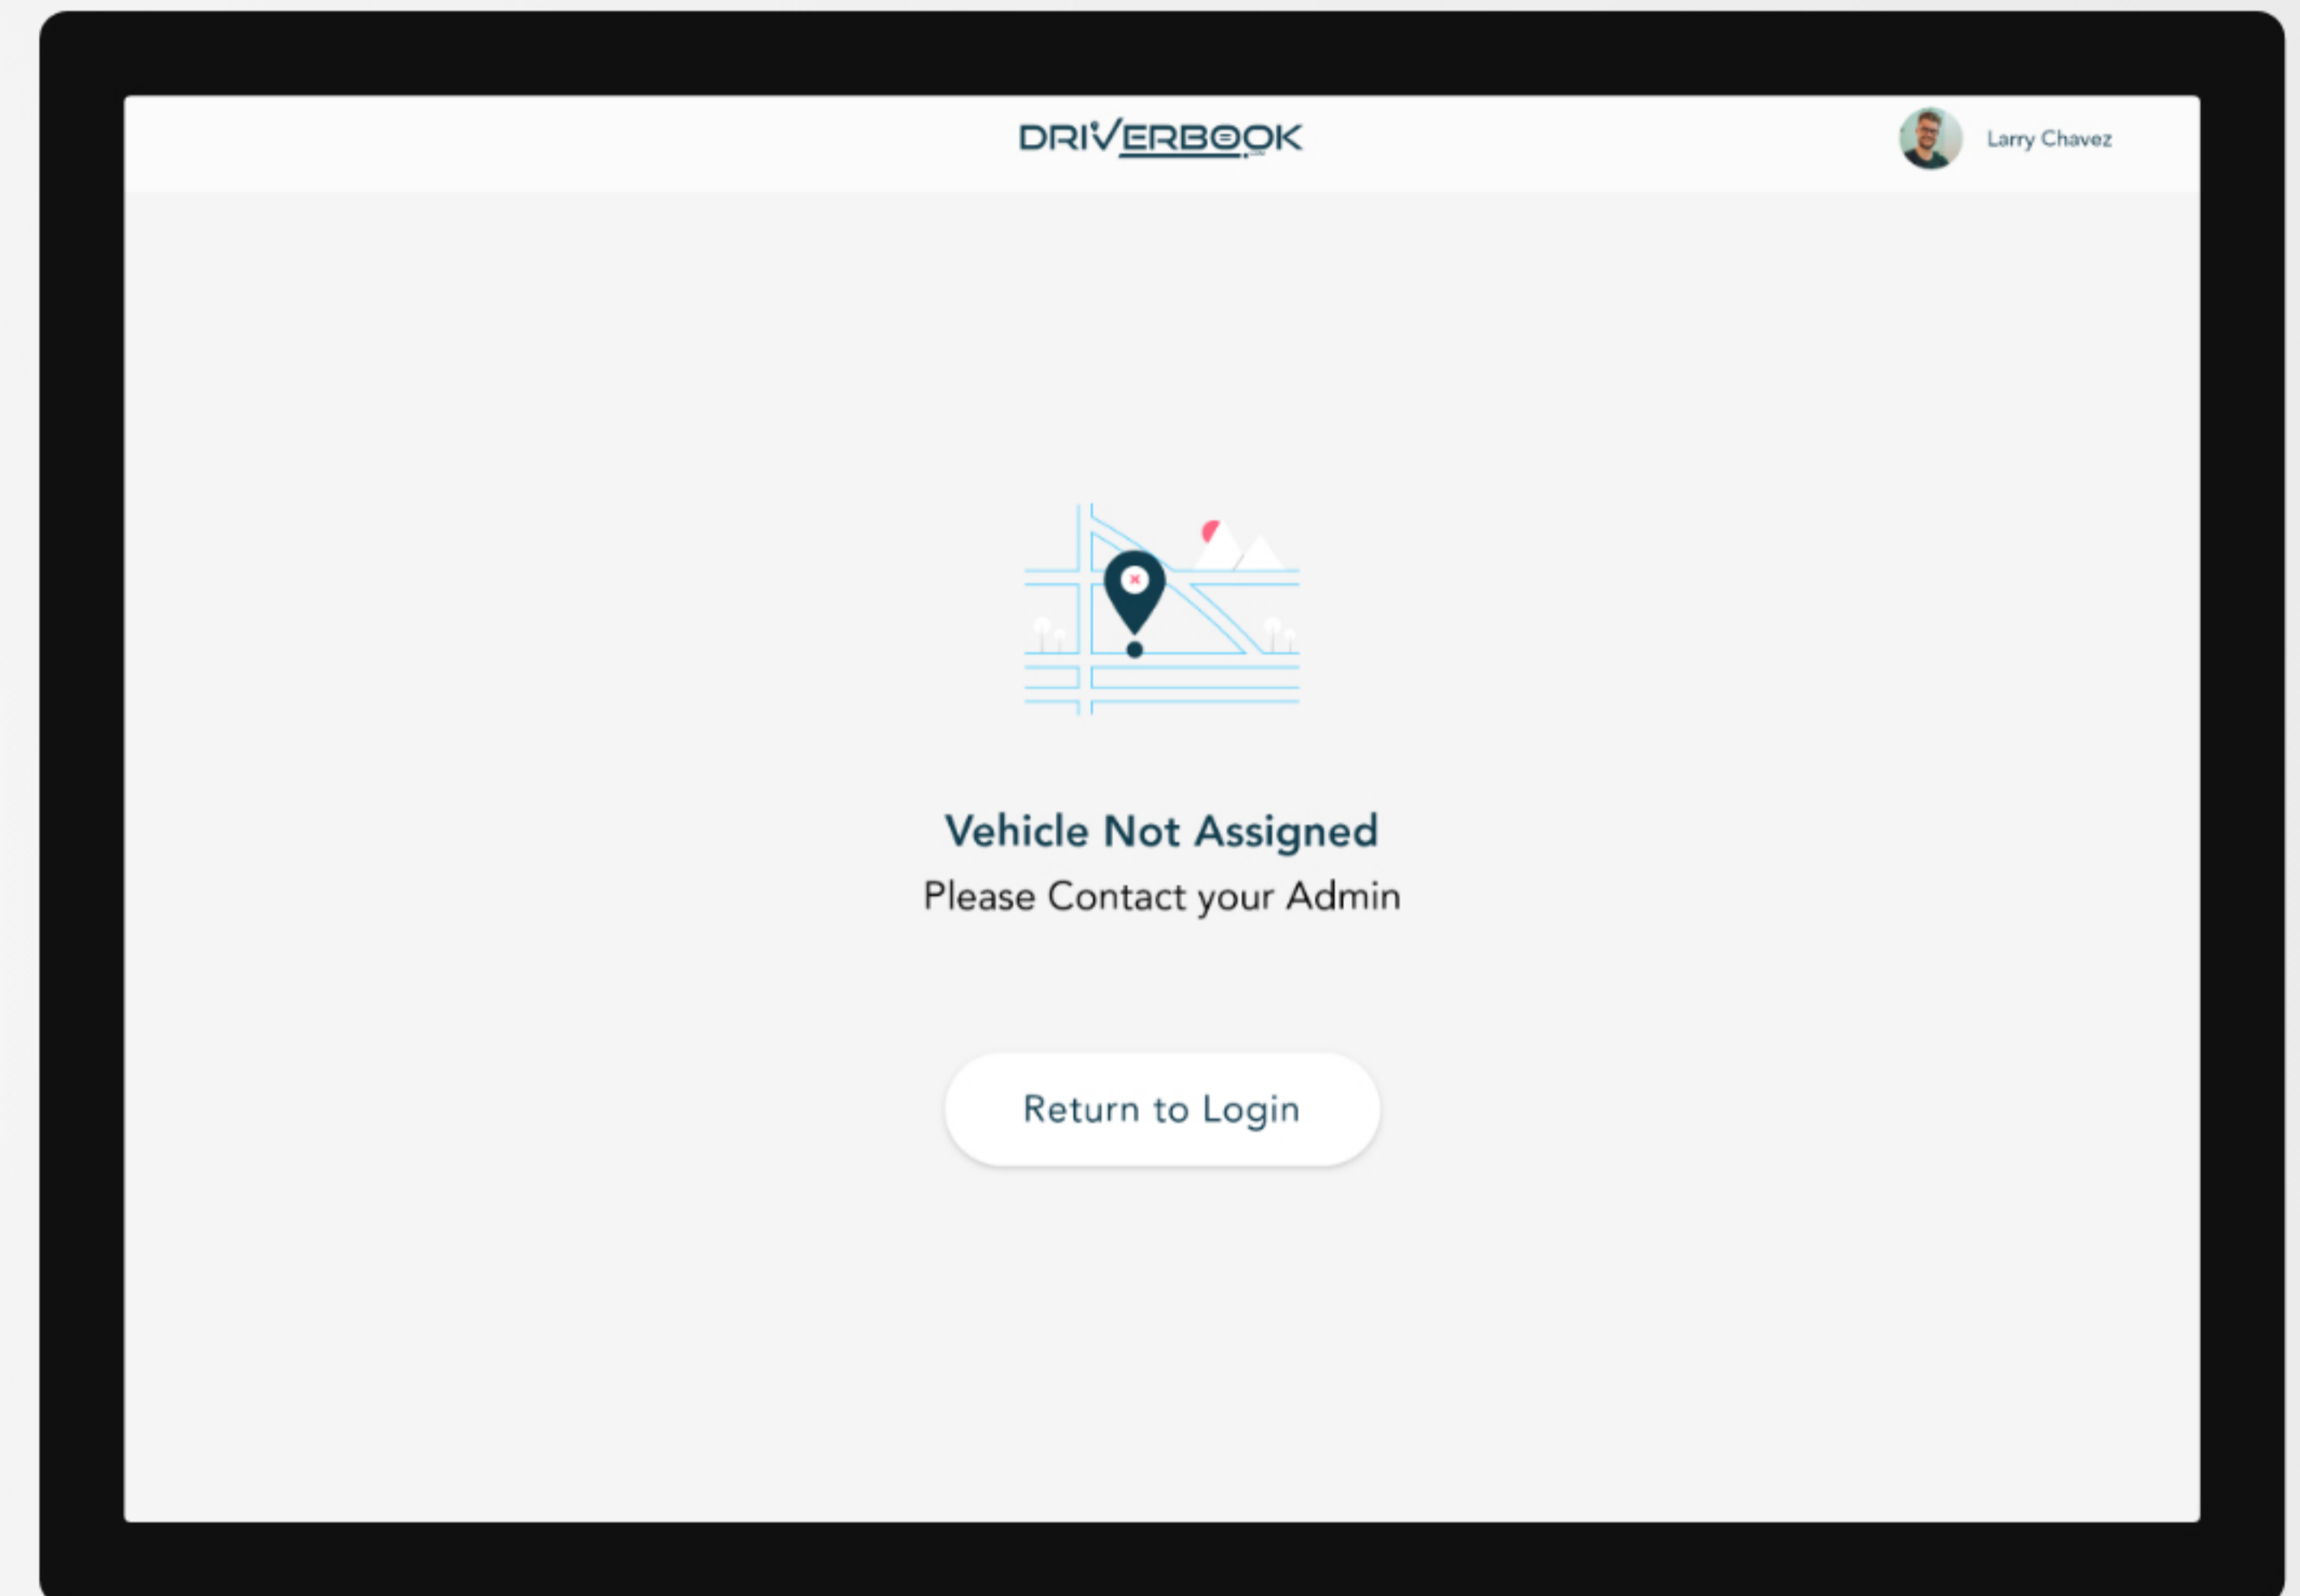 DRIVERBOOK
Larry Chavez
Vehicle Not Assigned
Please Contact your Admin
Return to Login